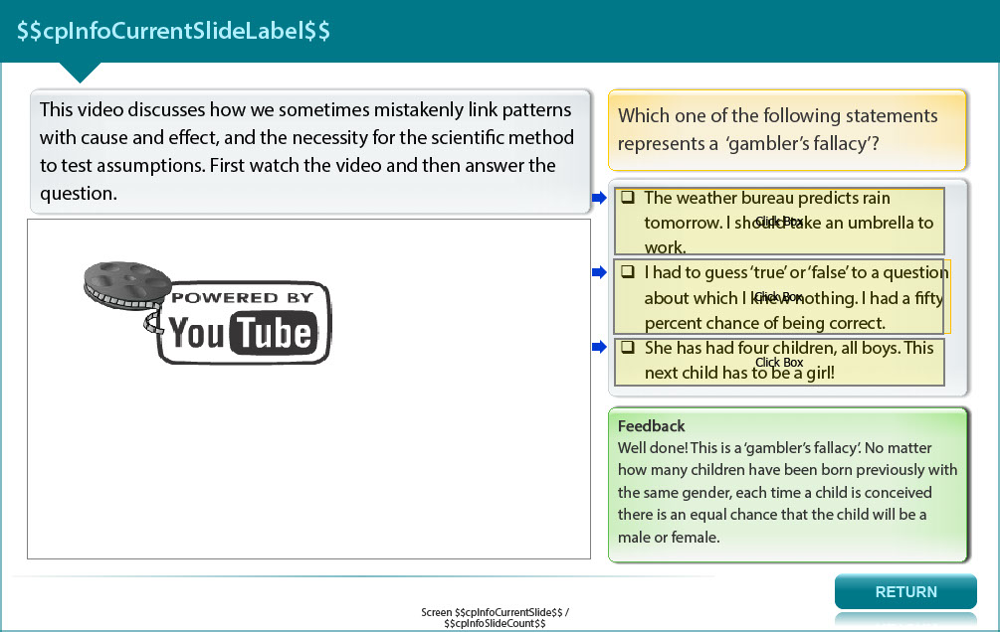 $$cpInfoCurrentSlideLabel$$
This video discusses how we sometimes mistakenly link patterns
with cause and effect, and the necessity for the scientific method
to test assumptions. First watch the video and then answer the
question.
POWERED BY
YouTube
Which one of the following statements
represents a ‘gambler’s fallacy’?
❑ The weather bureau predicts rain
tomorrow. I should take an umbrella to
work.
Click Box
❑ I had to guess ‘true’ or ‘false’ to a question
about which I knew nothing. I had a fifty
percent chance of being correct.
Click Box
❑ She has had four children, all boys. This
next child has to be a girl!
Click Box
Feedback
Well done! This is a ‘gambler’s fallacy’. No matter
how many children have been born previously with
the same gender, each time a child is conceived
there is an equal chance that the child will be a
male or female.
RETURN
Screen $$cpInfoCurrentSlide$$ /
$$cpInfoSlideCount$$